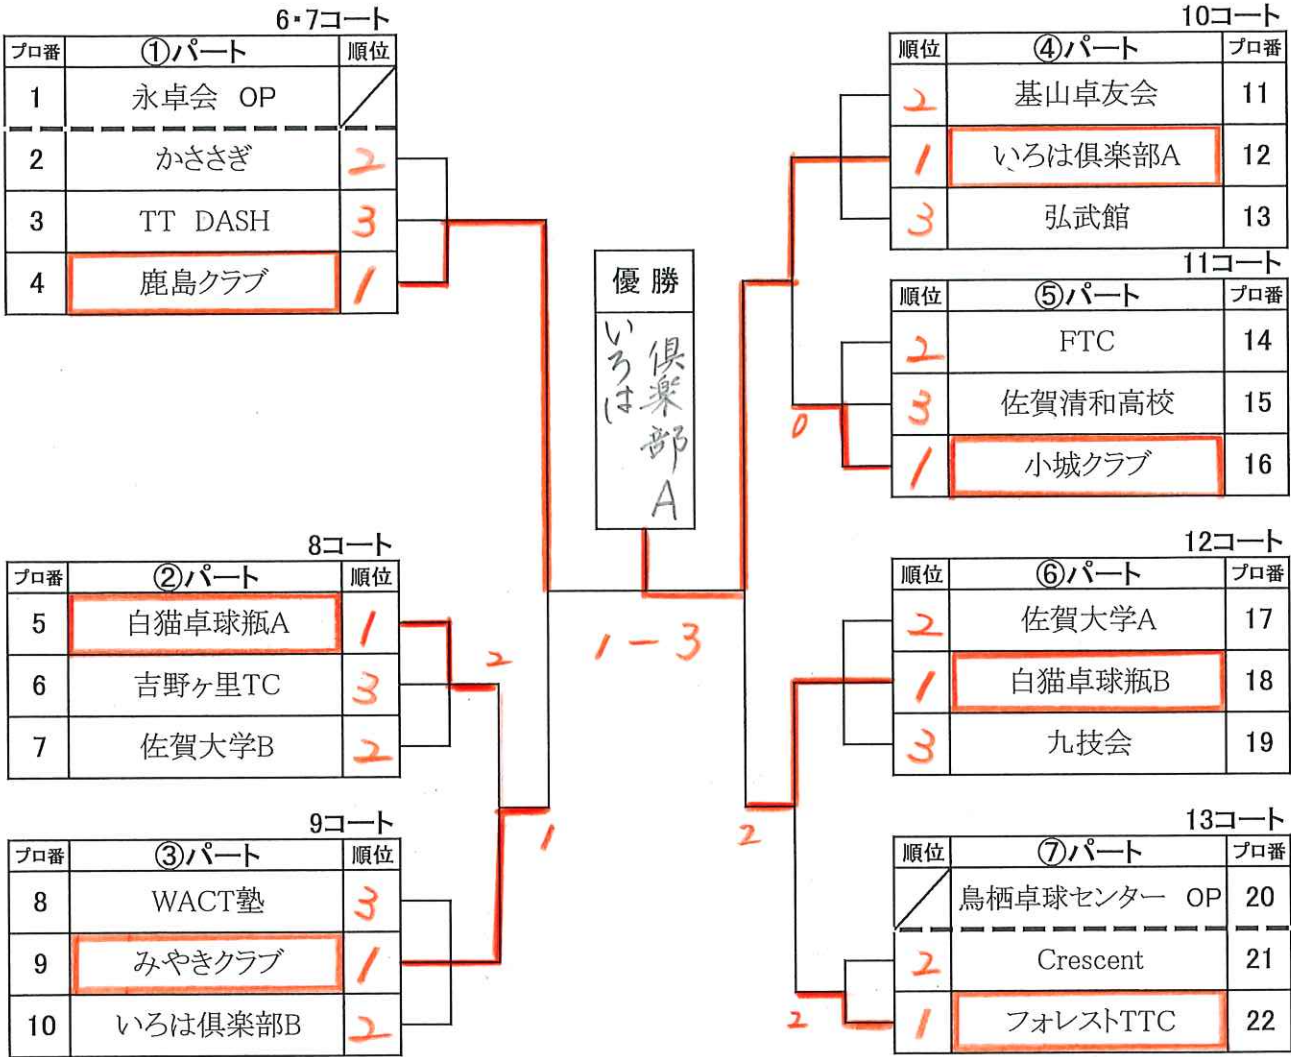 6・7コート
プロ番 ①パート 順位
1 永卓会 OP
2 かささぎ 2
3 TT DASH 3
4 鹿島クラブ 1
8コート
プロ番 ②パート 順位
5 白猫卓球瓶A 1
6 吉野ヶ里TC 3
7 佐賀大学B 2
2
9コート
プロ番 ③パート 順位
8 WACT塾 3
9 みやきクラブ 1
10 いろは倶楽部B 2
1
優勝
いろは
倶楽部A
1-3
10コート
順位 ④パート プロ番
2 基山卓友会 11
1 いろは倶楽部A 12
3 弘武館 13
11コート
順位 ⑤パート プロ番
2 FTC 14
3 佐賀清和高校 15
1 小城クラブ 16
0
12コート
順位 ⑥パート プロ番
2 佐賀大学A 17
1 白猫卓球瓶B 18
3 九技会 19
2
13コート
順位 ⑦パート プロ番
鳥栖卓球センター OP 20
2 Crescent 21
1 フォレストTTC 22
2